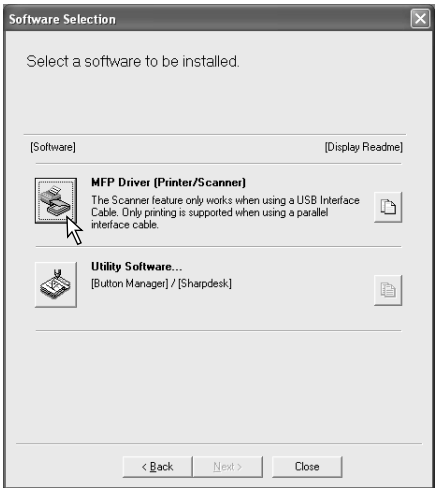 Software Selection
Select a software to be installed.
[Software] [Display Readme]
MFP Driver (Printer/Scanner)
The Scanner feature only works when using a USB Interface
Cable. Only printing is supported when using a parallel
interface cable.
Utility Software...
[Button Manager] / [Sharpdesk]
< Back Next > Close